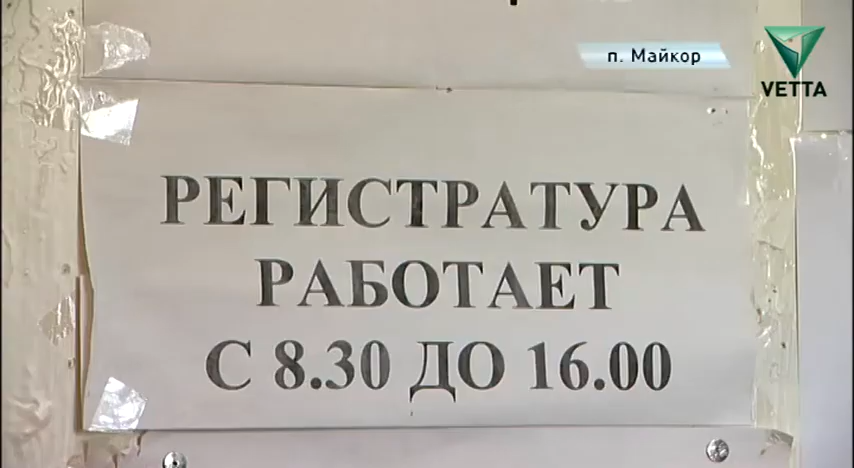 п. Майкор
VETTA
РЕГИСТРАТУРА
РАБОТАЕТ
С 8.30 ДО 16.00